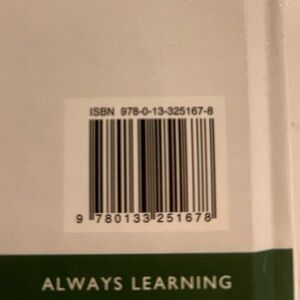 ISBN 978-0-13-325167-8
9 780133 251678
ALWAYS LEARNING